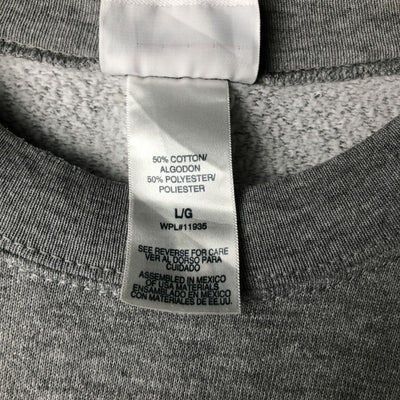 50% COTTON/
ALGODON
50% POLYESTER/
POLIESTER
L/G
WPL#11935
SEE REVERSE FOR CARE
VER AL DORSO PARA
CUIDADO
ASSEMBLED IN MEXICO
OF USA MATERIALS
ENSAMBLADO EN MEXICO
CON MATERIALES DE EE.UU.